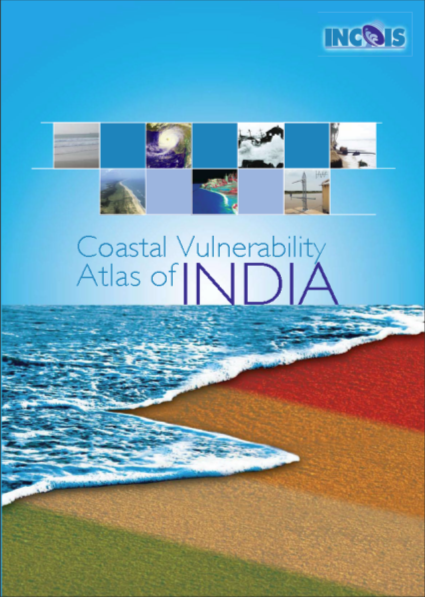 INCOIS
Coastal Vulnerability
Atlas of INDIA